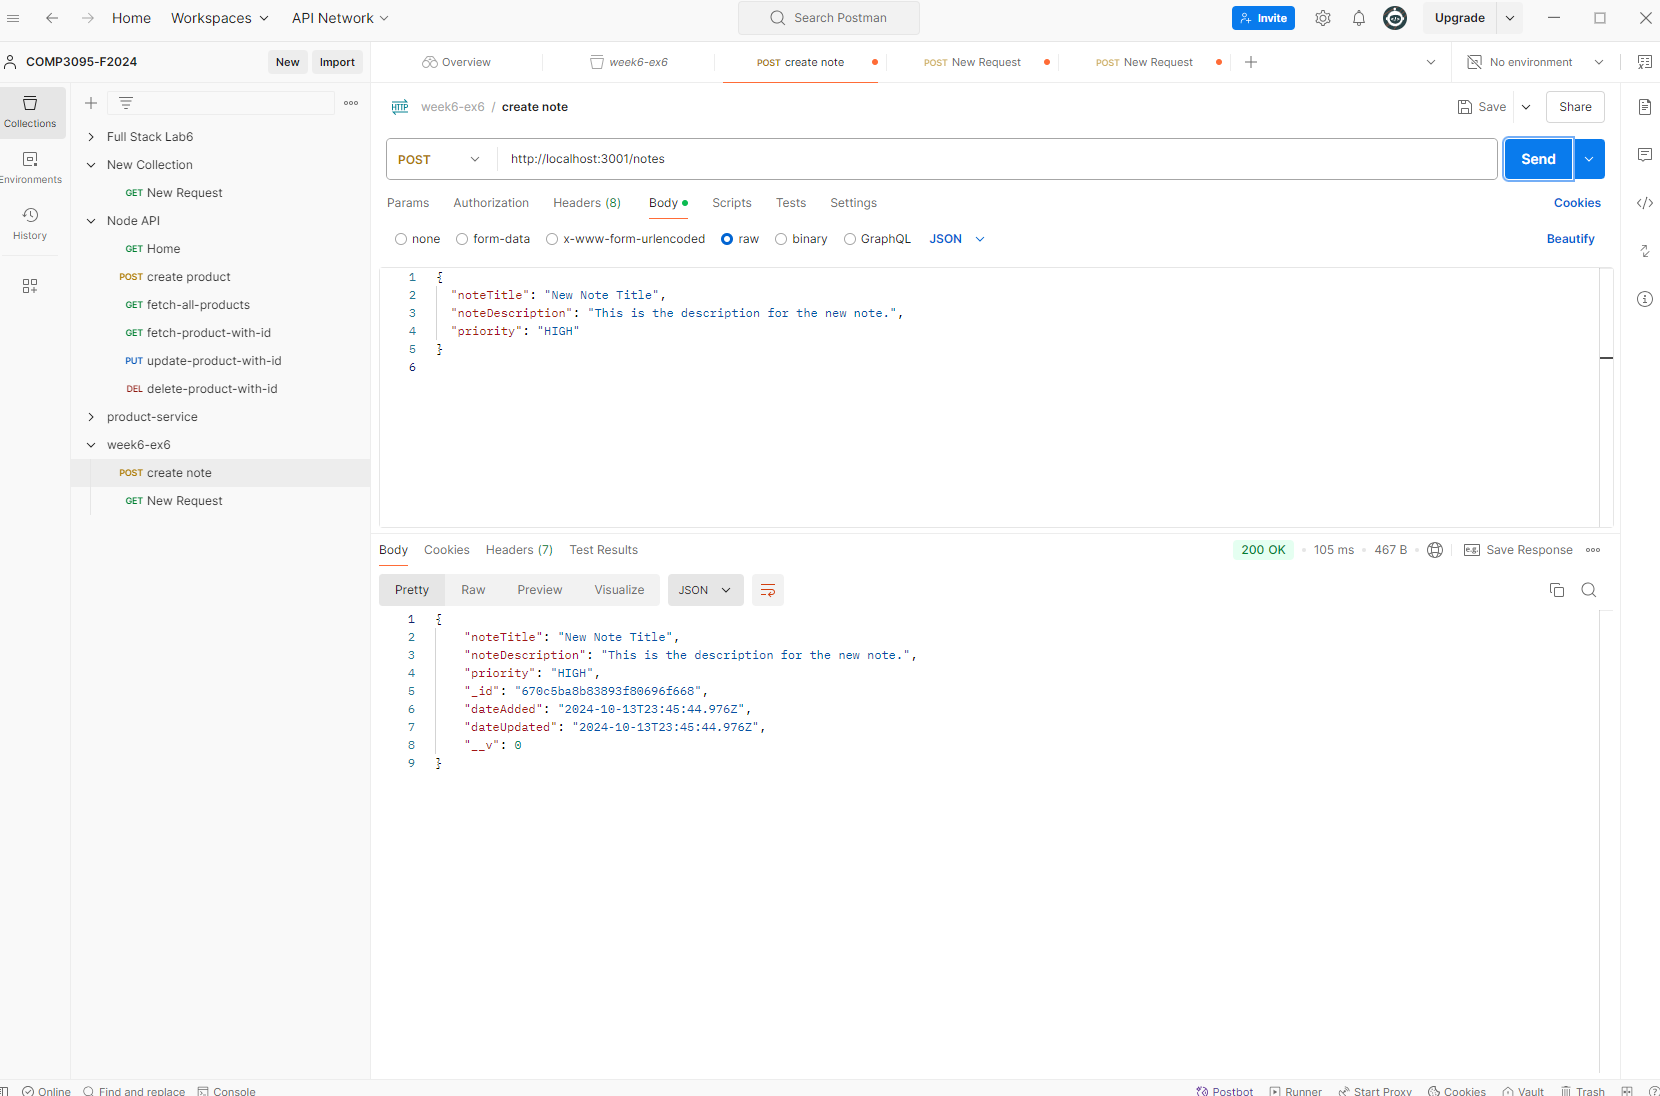 Home Workspaces API Network Search Postman Invite Upgrade
COMP3095-F2024 New Import
Overview week6-ex6 POST create note POST New Request POST New Request No environment
Collections
Environments
History
Full Stack Lab6
New Collection
GET New Request
Node API
GET Home
POST create product
GET fetch-all-products
GET fetch-product-with-id
PUT update-product-with-id
DEL delete-product-with-id
product-service
week6-ex6
POST create note
GET New Request
HTTP week6-ex6 / create note Save Share
POST http://localhost:3001/notes Send
Params Authorization Headers (8) Body Scripts Tests Settings Cookies
none form-data x-www-form-urlencoded raw binary GraphQL JSON Beautify
1 {
2 "noteTitle": "New Note Title",
3 "noteDescription": "This is the description for the new note.",
4 "priority": "HIGH"
5 }
6
Body Cookies Headers (7) Test Results 200 OK 105 ms 467 B e.g. Save Response
Pretty Raw Preview Visualize JSON
1 {
2 "noteTitle": "New Note Title",
3 "noteDescription": "This is the description for the new note.",
4 "priority": "HIGH",
5 "_id": "670c5ba8b83893f80696f668",
6 "dateAdded": "2024-10-13T23:45:44.976Z",
7 "dateUpdated": "2024-10-13T23:45:44.976Z",
8 "__v": 0
9 }
Online Find and replace Console Postbot Runner Start Proxy Cookies Vault Trash